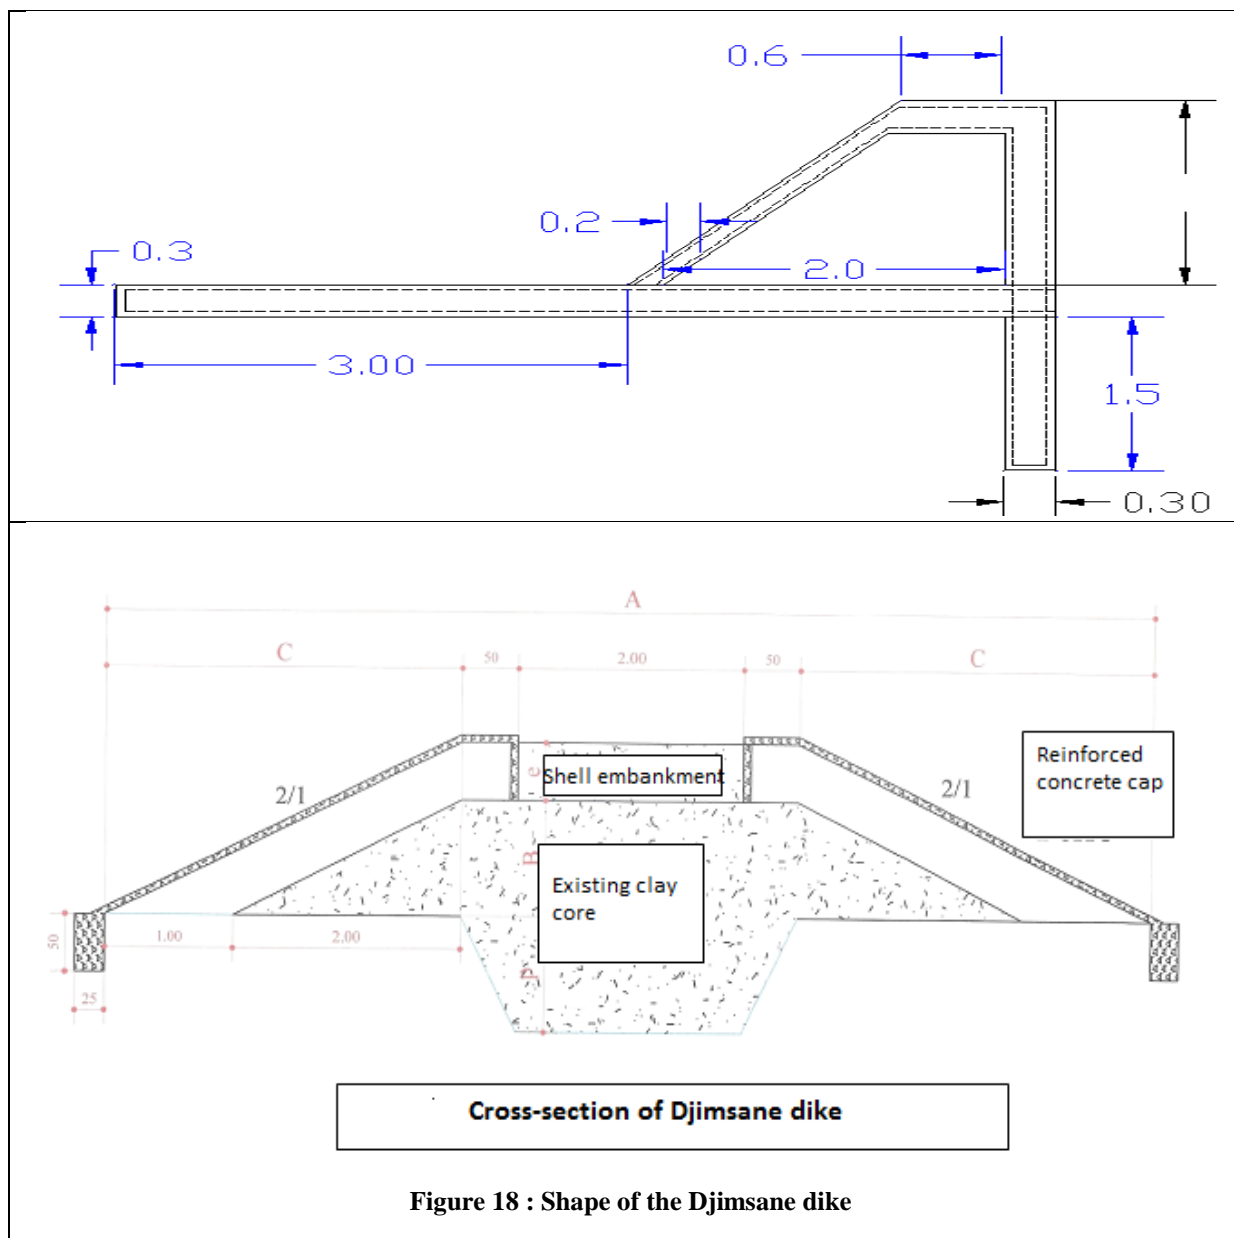 0.6
0.2
0.3
2.0
3.00
1.5
0.30
A
C 50 2.00 50 C
Reinforced
concrete cap
e
Shell embankment
2/1
2/1
B
Existing clay
core
50
1.00 2.00
P
25
Cross-section of Djimsane dike
Figure 18 : Shape of the Djimsane dike